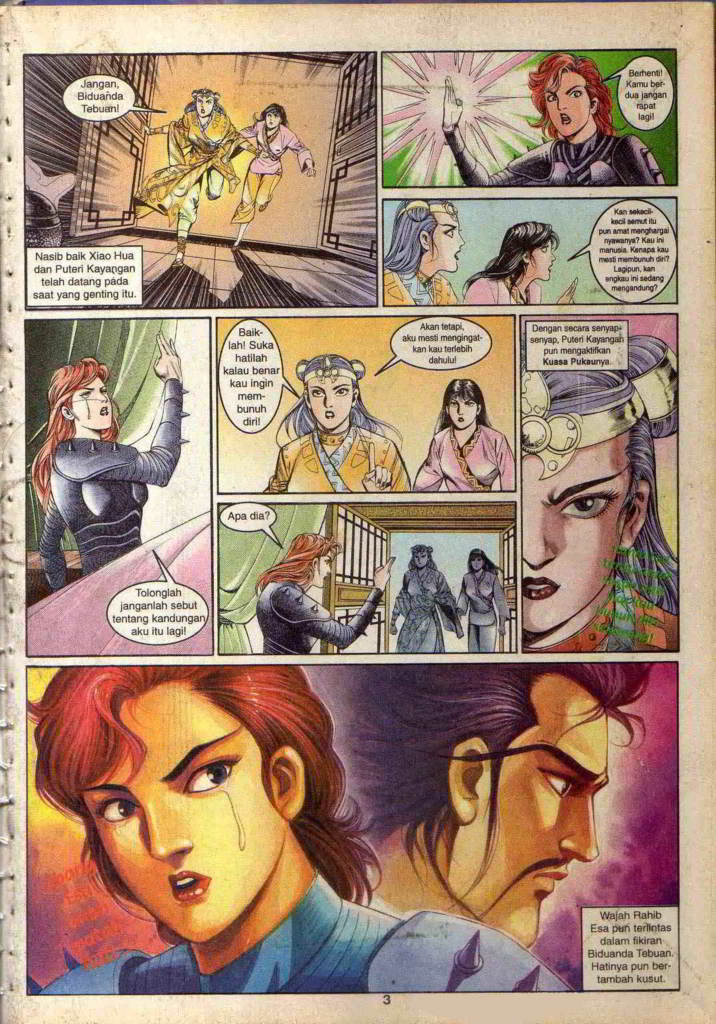 Jangan,
Biduanda
Tebuan!
Nasib baik Xiao Hua
dan Puteri Kayangan
telah datang pada
saat yang genting itu.
Berhenti!
Kamu ber-
dua jangan
rapat
lagi!
Kan sekecil-
kecil semut itu
pun amat menghargai
nyawanya? Kau ini
manusia. Kenapa kau
mesti membunuh diri?
Lagipun, kan
engkau ini sedang
mengandung?
Tolonglah
janganlah sebut
tentang kandungan
aku itu lagi!
Baik-
lah! Suka
hatilah
kalau benar
kau ingin
mem-
bunuh
diri!
Akan tetapi,
aku mesti mengingat-
kan kau terlebih
dahulu!
Apa dia?
Dengan secara senyap-
senyap, Puteri Kayangan
pun mengaktifkan
Kuasa Pukaunya.
Wajah Rahib
Esa pun terlintas
dalam fikiran
Biduanda Tebuan.
Hatinya pun ber-
tambah kusut.
3